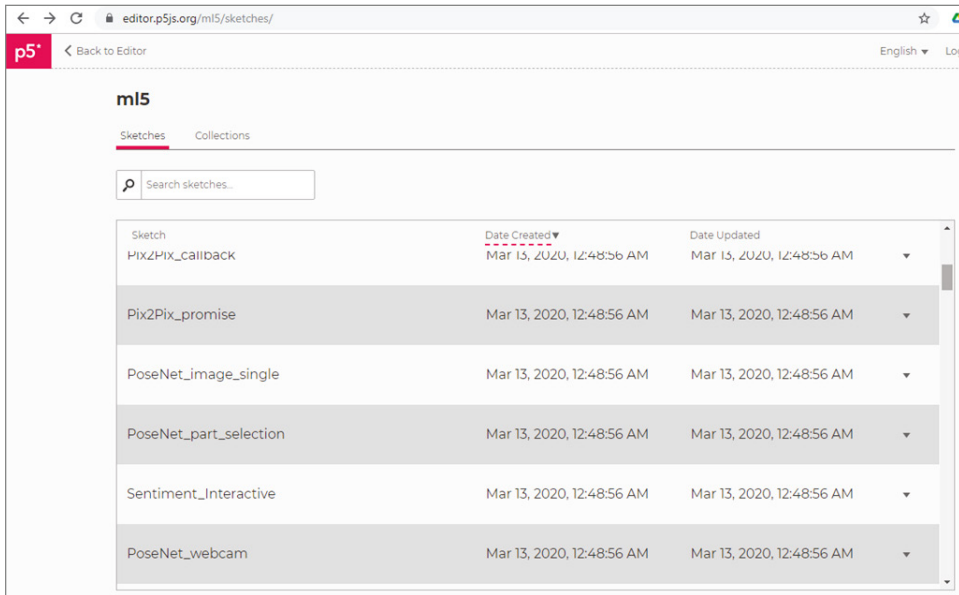 editor.p5js.org/ml5/sketches/
p5* Back to Editor English
ml5
Sketches Collections
Search sketches...
Sketch Date Created▼ Date Updated
Pix2Pix_callback Mar 13, 2020, 12:48:56 AM Mar 13, 2020, 12:48:56 AM
Pix2Pix_promise Mar 13, 2020, 12:48:56 AM Mar 13, 2020, 12:48:56 AM
PoseNet_image_single Mar 13, 2020, 12:48:56 AM Mar 13, 2020, 12:48:56 AM
PoseNet_part_selection Mar 13, 2020, 12:48:56 AM Mar 13, 2020, 12:48:56 AM
Sentiment_Interactive Mar 13, 2020, 12:48:56 AM Mar 13, 2020, 12:48:56 AM
PoseNet_webcam Mar 13, 2020, 12:48:56 AM Mar 13, 2020, 12:48:56 AM